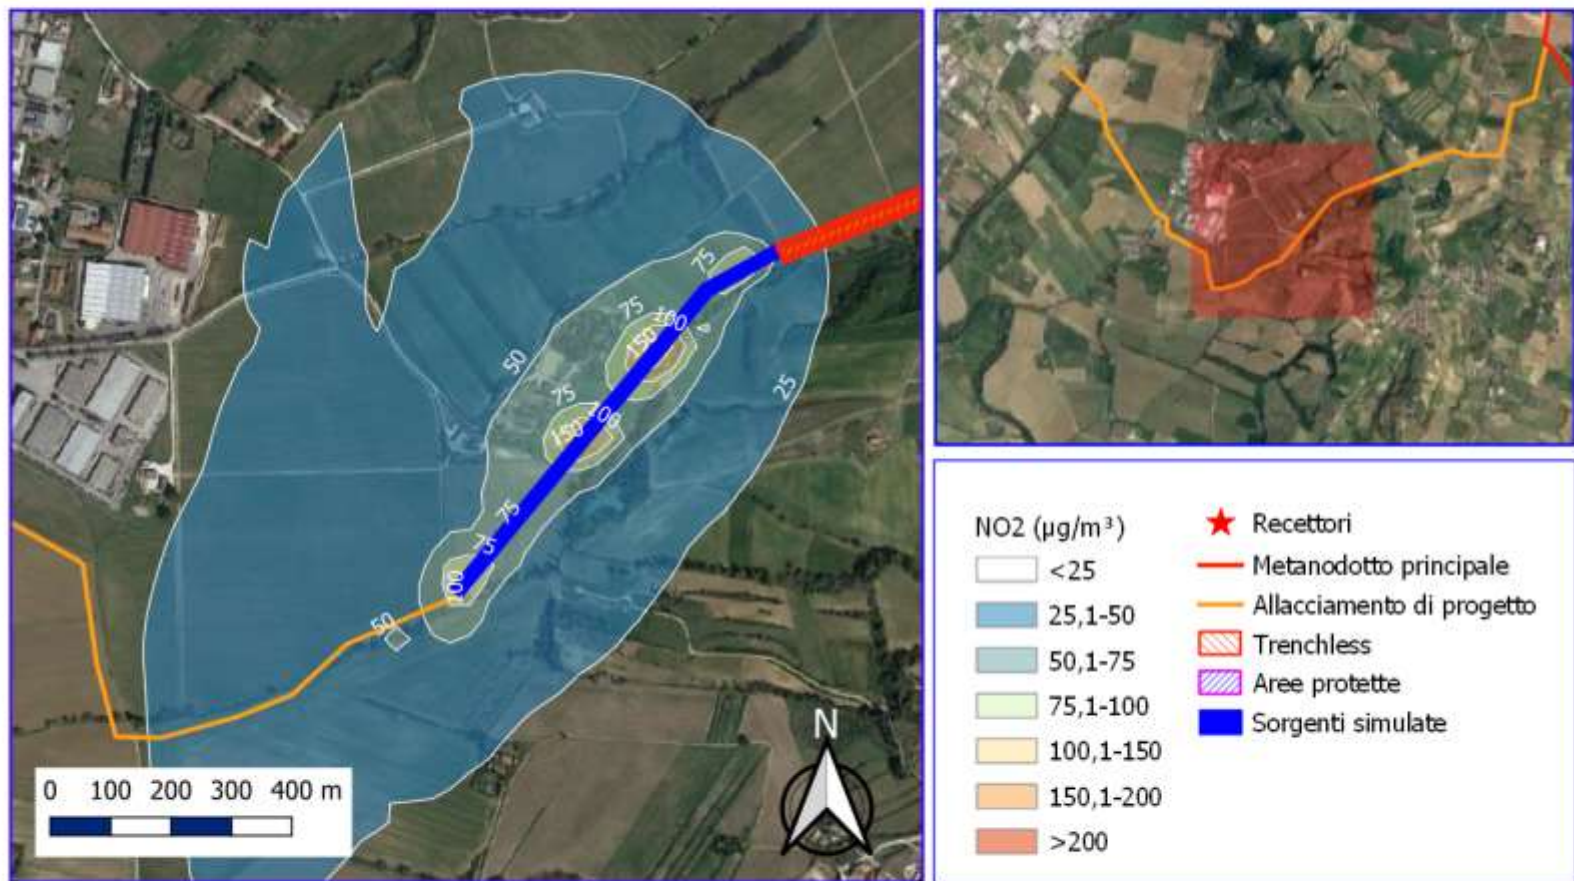 75
75
100
150
50
75
25
100
150
75
75
100
50
N
0 100 200 300 400 m
NO2 (µg/m³)
<25
25,1-50
50,1-75
75,1-100
100,1-150
150,1-200
>200
Recettori
Metanodotto principale
Allacciamento di progetto
Trenchless
Aree protette
Sorgenti simulate